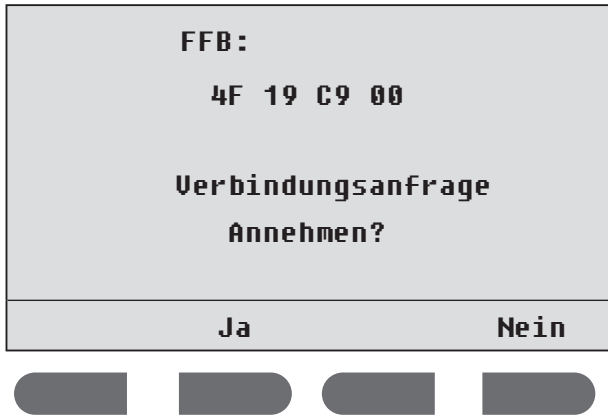 FFB:
4F 19 C9 00
Verbindungsanfrage
Annehmen?
Ja Nein